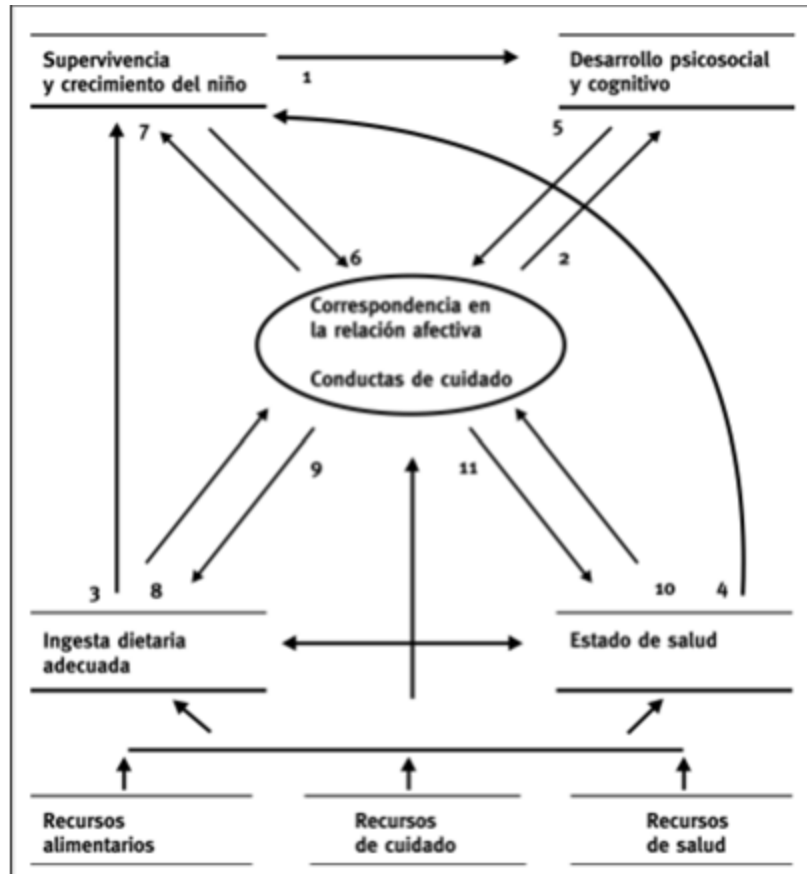 Supervivencia
y crecimiento del niño
1
Desarrollo psicosocial
y cognitivo
7
5
6
2
Correspondencia en
la relación afectiva
Conductas de cuidado
9
11
3
8
10
4
Ingesta dietaria
adecuada
Estado de salud
Recursos
alimentarios
Recursos
de cuidado
Recursos
de salud